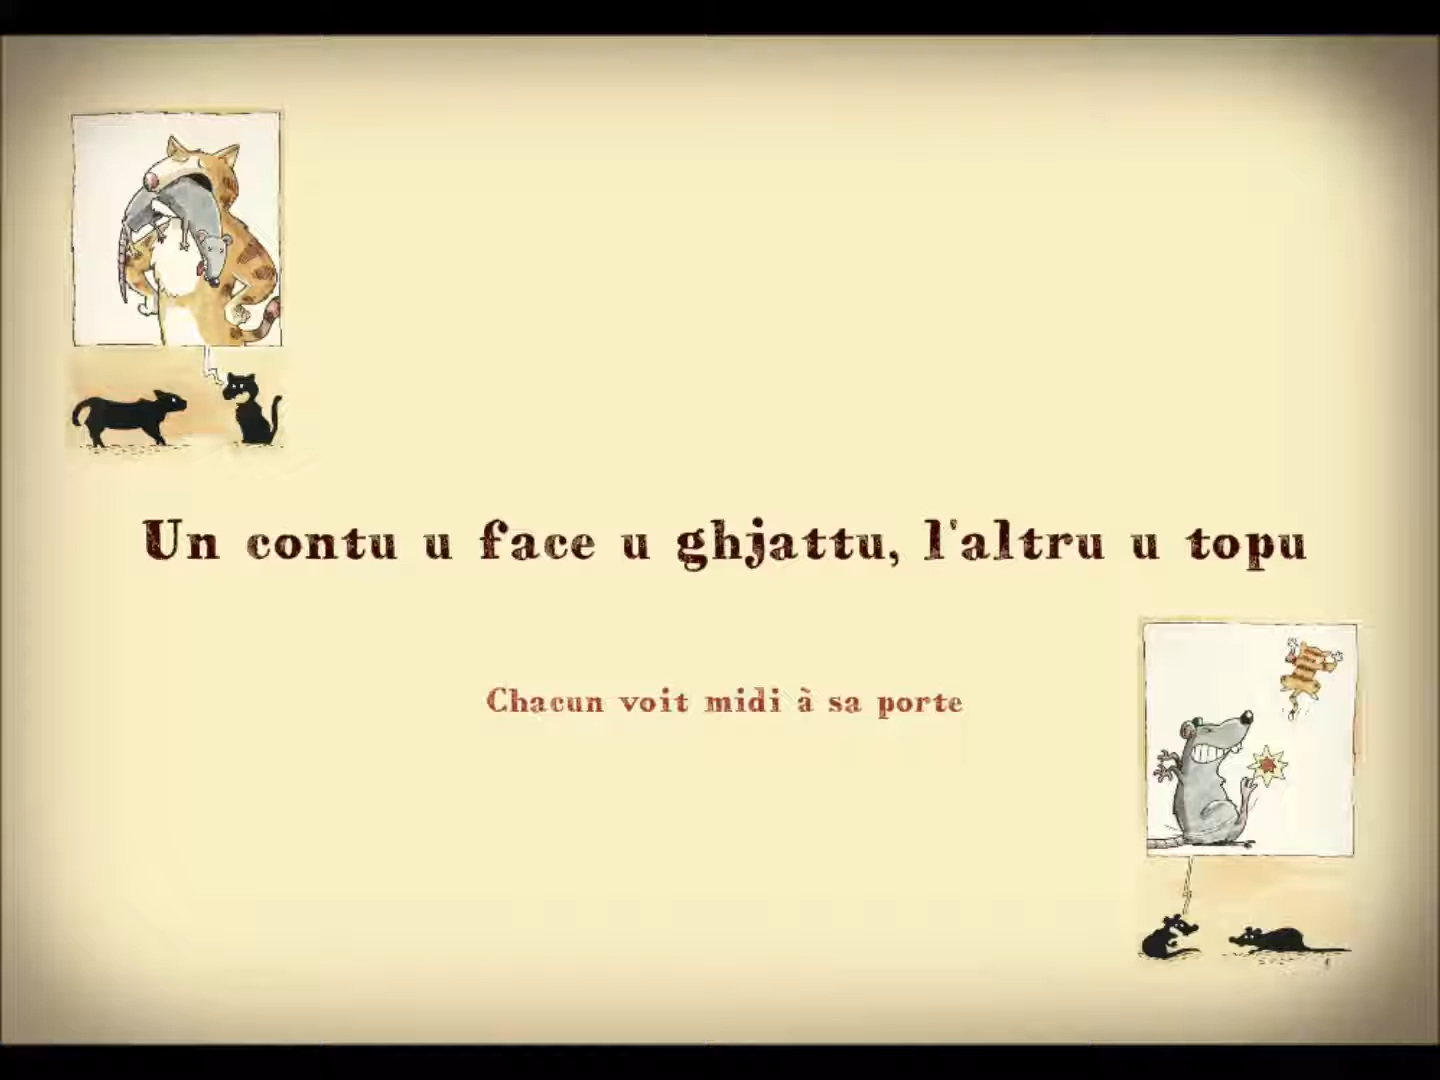 Un contu u face u ghjattu, l'altru u topu
Chacun voit midi à sa porte